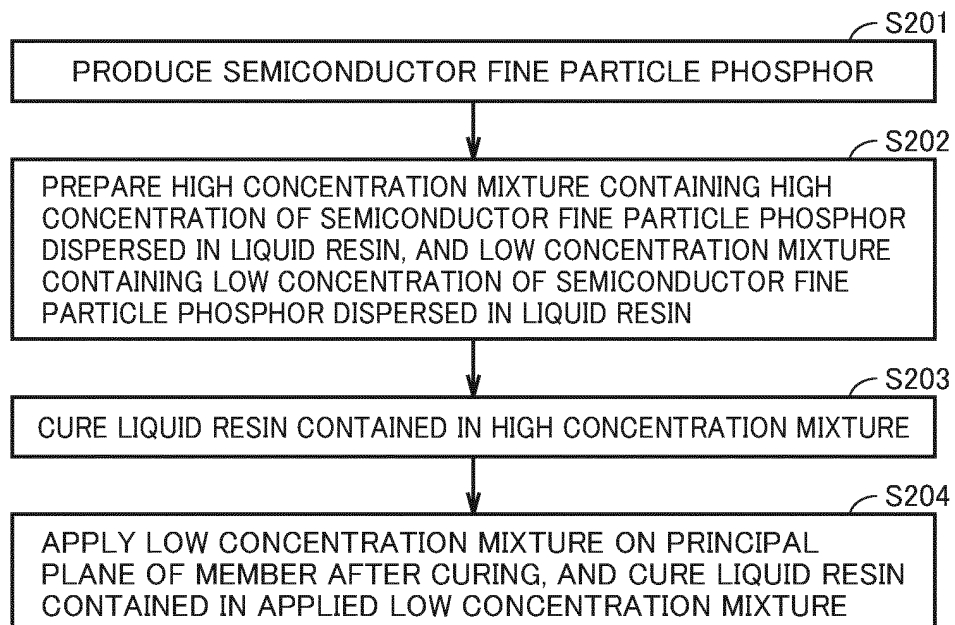 S201
PRODUCE SEMICONDUCTOR FINE PARTICLE PHOSPHOR
S202
PREPARE HIGH CONCENTRATION MIXTURE CONTAINING HIGH
CONCENTRATION OF SEMICONDUCTOR FINE PARTICLE PHOSPHOR
DISPERSED IN LIQUID RESIN, AND LOW CONCENTRATION MIXTURE
CONTAINING LOW CONCENTRATION OF SEMICONDUCTOR FINE
PARTICLE PHOSPHOR DISPERSED IN LIQUID RESIN
S203
CURE LIQUID RESIN CONTAINED IN HIGH CONCENTRATION MIXTURE
S204
APPLY LOW CONCENTRATION MIXTURE ON PRINCIPAL
PLANE OF MEMBER AFTER CURING, AND CURE LIQUID RESIN
CONTAINED IN APPLIED LOW CONCENTRATION MIXTURE